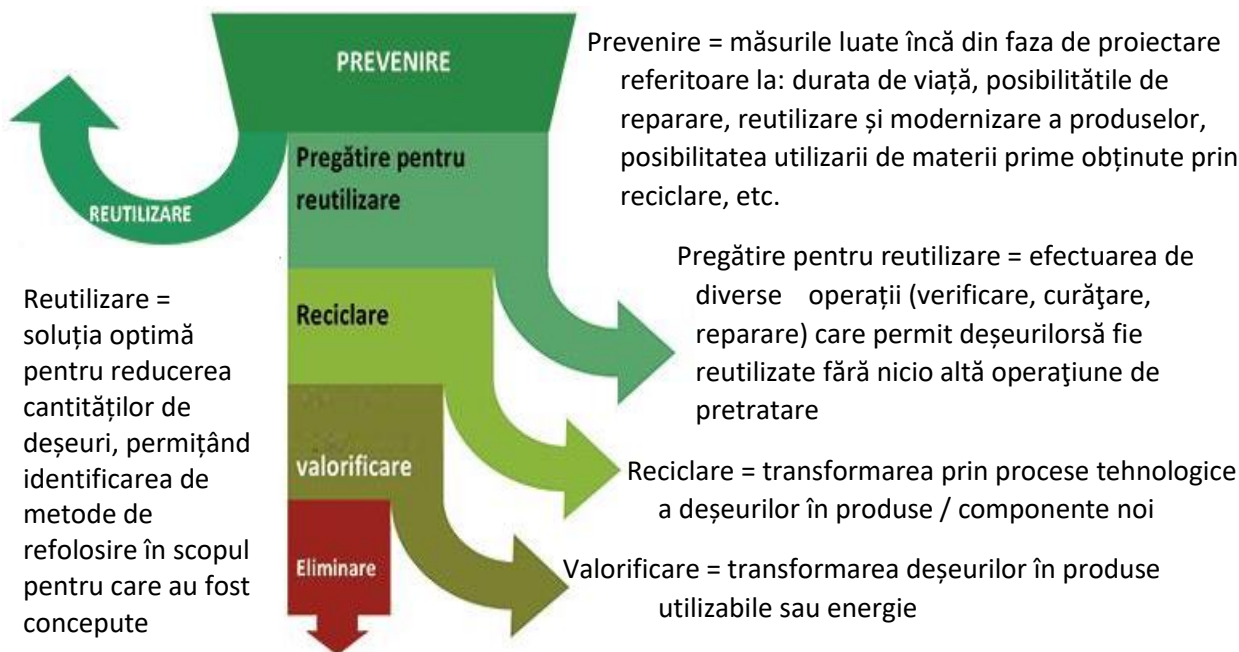 PREVENIRE
Prevenire = măsurile luate încă din faza de proiectare
referitoare la: durata de viață, posibilitătile de
reparare, reutilizare și modernizare a produselor,
posibilitatea utilizarii de materii prime obținute prin
reciclare, etc.
REUTILIZARE
Reutilizare =
soluția optimă
pentru reducerea
cantităților de
deșeuri, permițând
identificarea de
metode de
refolosire în scopul
pentru care au fost
concepute
Pregătire pentru
reutilizare
Pregătire pentru reutilizare = efectuarea de
diverse operații (verificare, curăţare,
reparare) care permit deșeurilorsă fie
reutilizate fără nicio altă operaţiune de
pretratare
Reciclare
Reciclare = transformarea prin procese tehnologice
a deșeurilor în produse / componente noi
valorificare
Valorificare = transformarea deșeurilor în produse
utilizabile sau energie
Eliminare